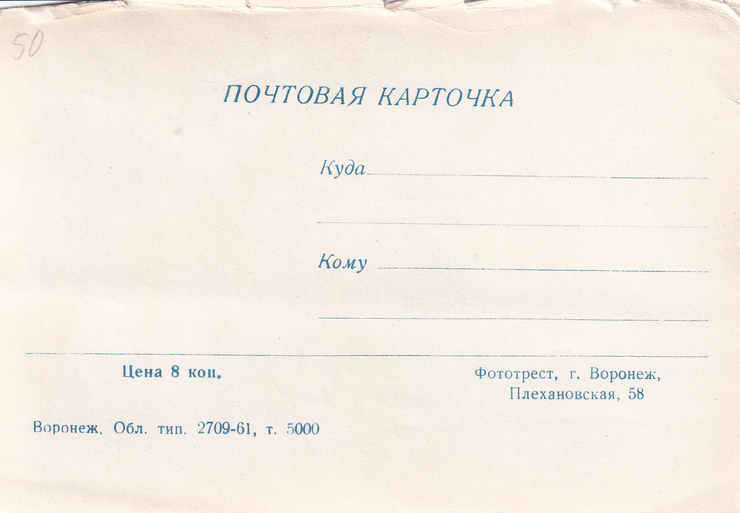 50
ПОЧТОВАЯ КАРТОЧКА
Куда
Кому
Цена 8 коп.
Фототрест, г. Воронеж,
Плехановская, 58
Воронеж. Обл. тип. 2709-61, т. 5000